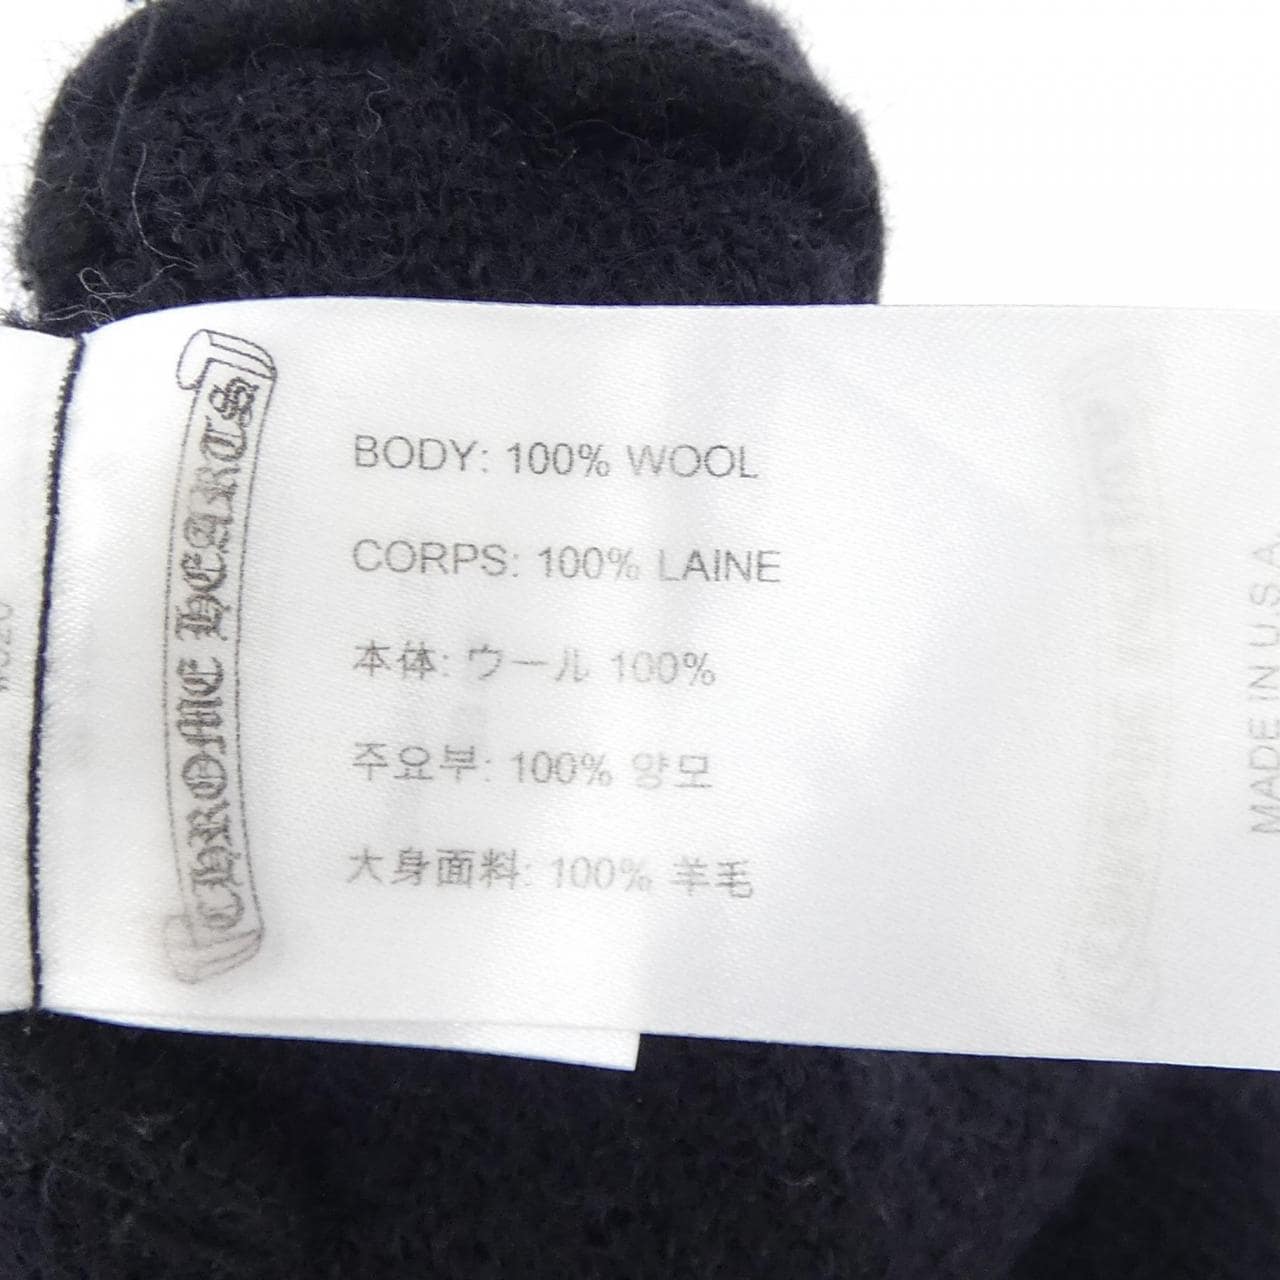 CHROME HEARTS
BODY: 100% WOOL
CORPS: 100% LAINE
本体: ウール 100%
주요부: 100% 양모
大身面料: 100% 羊毛
MADE IN U.S.A.